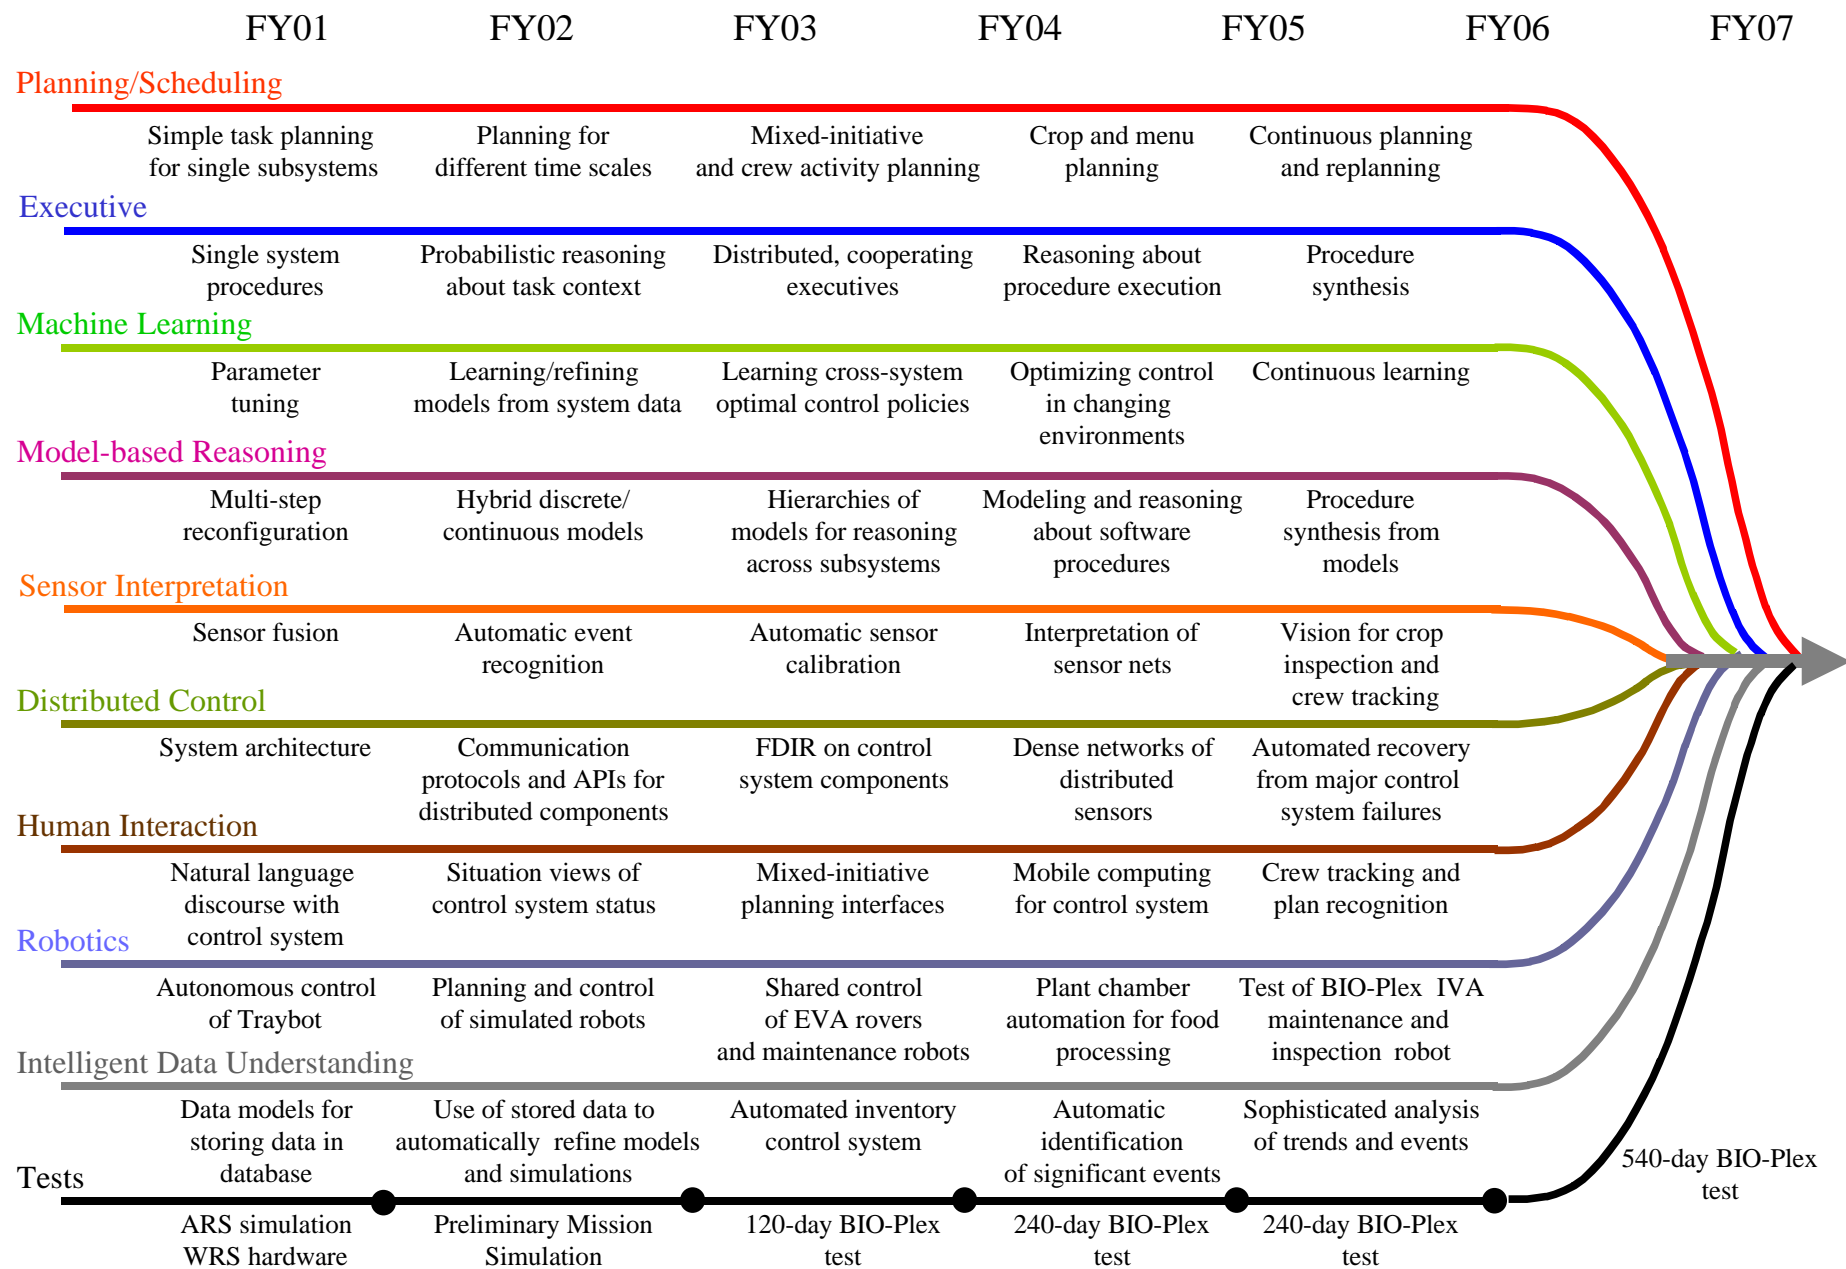 FY01 FY02 FY03 FY04 FY05 FY06 FY07
Planning/Scheduling
Simple task planning
for single subsystems
Planning for
different time scales
Mixed-initiative
and crew activity planning
Crop and menu
planning
Continuous planning
and replanning
Executive
Single system
procedures
Probabilistic reasoning
about task context
Distributed, cooperating
executives
Reasoning about
procedure execution
Procedure
synthesis
Machine Learning
Parameter
tuning
Learning/refining
models from system data
Learning cross-system
optimal control policies
Optimizing control
in changing
environments
Continuous learning
Model-based Reasoning
Multi-step
reconfiguration
Hybrid discrete/
continuous models
Hierarchies of
models for reasoning
across subsystems
Modeling and reasoning
about software
procedures
Procedure
synthesis from
models
Sensor Interpretation
Sensor fusion
Automatic event
recognition
Automatic sensor
calibration
Interpretation of
sensor nets
Vision for crop
inspection and
crew tracking
Distributed Control
System architecture
Communication
protocols and APIs for
distributed components
FDIR on control
system components
Dense networks of
distributed
sensors
Automated recovery
from major control
system failures
Human Interaction
Natural language
discourse with
control system
Situation views of
control system status
Mixed-initiative
planning interfaces
Mobile computing
for control system
Crew tracking and
plan recognition
Robotics
Autonomous control
of Traybot
Planning and control
of simulated robots
Shared control
of EVA rovers
and maintenance robots
Plant chamber
automation for food
processing
Test of BIO-Plex IVA
maintenance and
inspection robot
Intelligent Data Understanding
Data models for
storing data in
database
Use of stored data to
automatically refine models
and simulations
Automated inventory
control system
Automatic
identification
of significant events
Sophisticated analysis
of trends and events
Tests
ARS simulation
WRS hardware
Preliminary Mission
Simulation
120-day BIO-Plex
test
240-day BIO-Plex
test
240-day BIO-Plex
test
540-day BIO-Plex
test